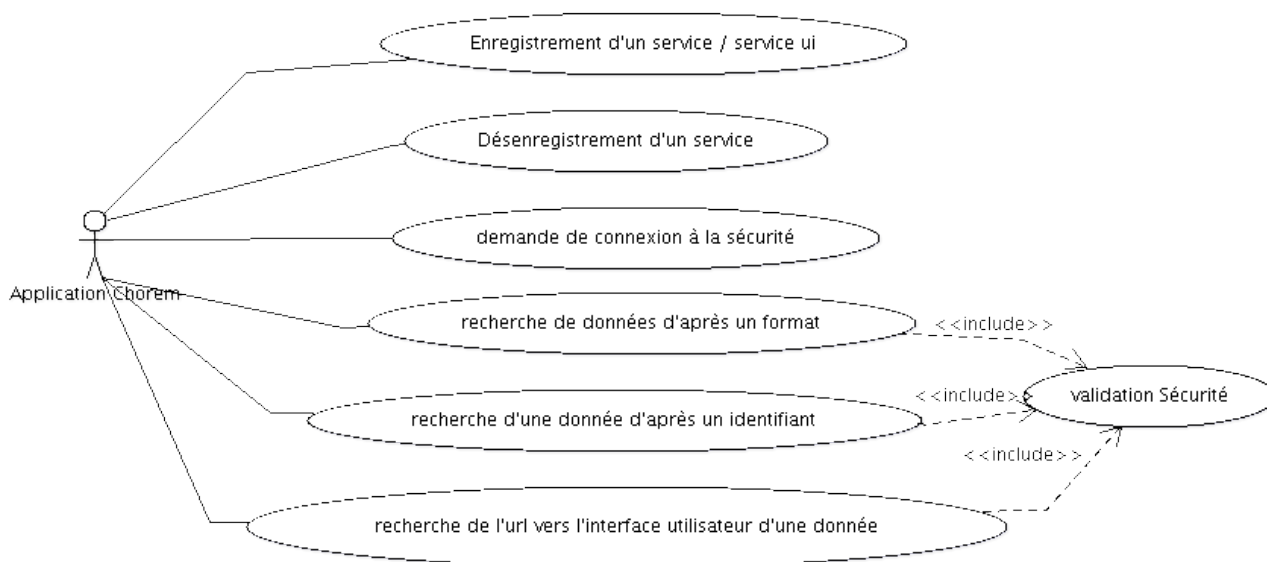 Enregistrement d'un service / service ui
Désenregistrement d'un service
demande de connexion à la sécurité
Application Chorem
recherche de données d'après un format
<<include>>
<<include>>
validation Sécurité
recherche d'une donnée d'après un identifiant
<<include>>
recherche de l'url vers l'interface utilisateur d'une donnée